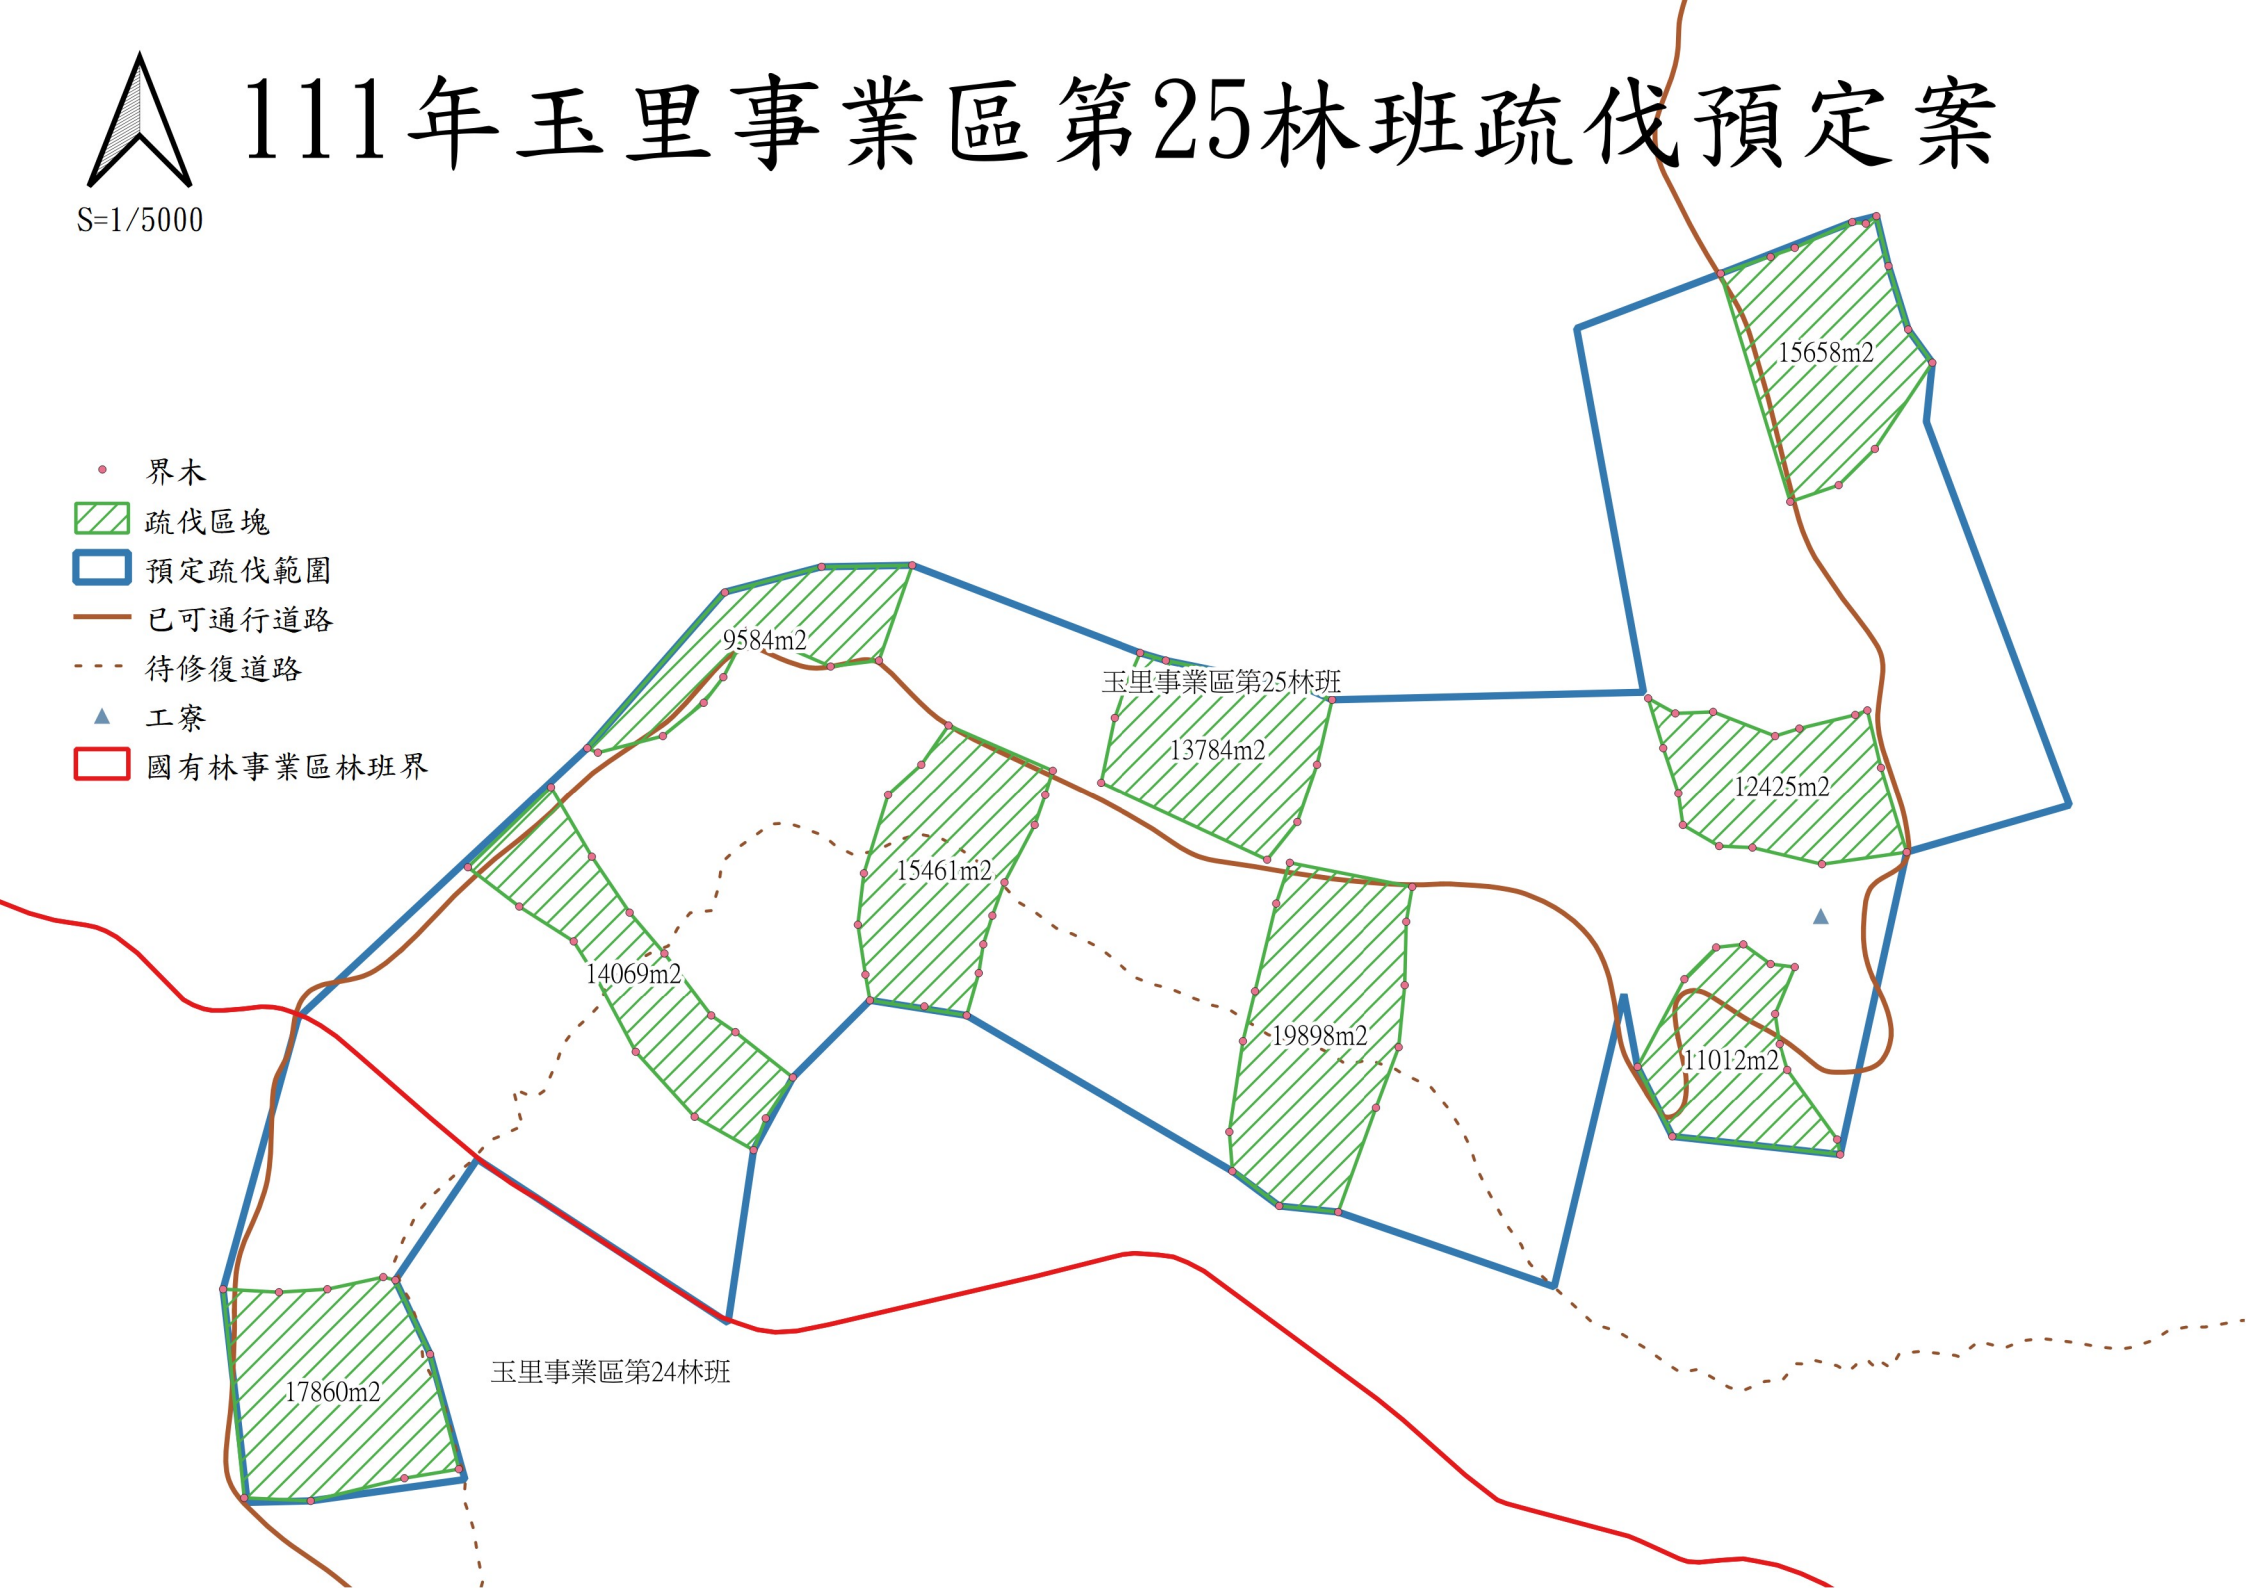 111年玉里事業區第25林班疏伐預定案
S=1/5000
界木
疏伐區塊
預定疏伐範圍
已可通行道路
待修復道路
工寮
國有林事業區林班界
15658m2
9584m2
玉里事業區第25林班
13784m2
12425m2
15461m2
14069m2
19898m2
11012m2
玉里事業區第24林班
17860m2